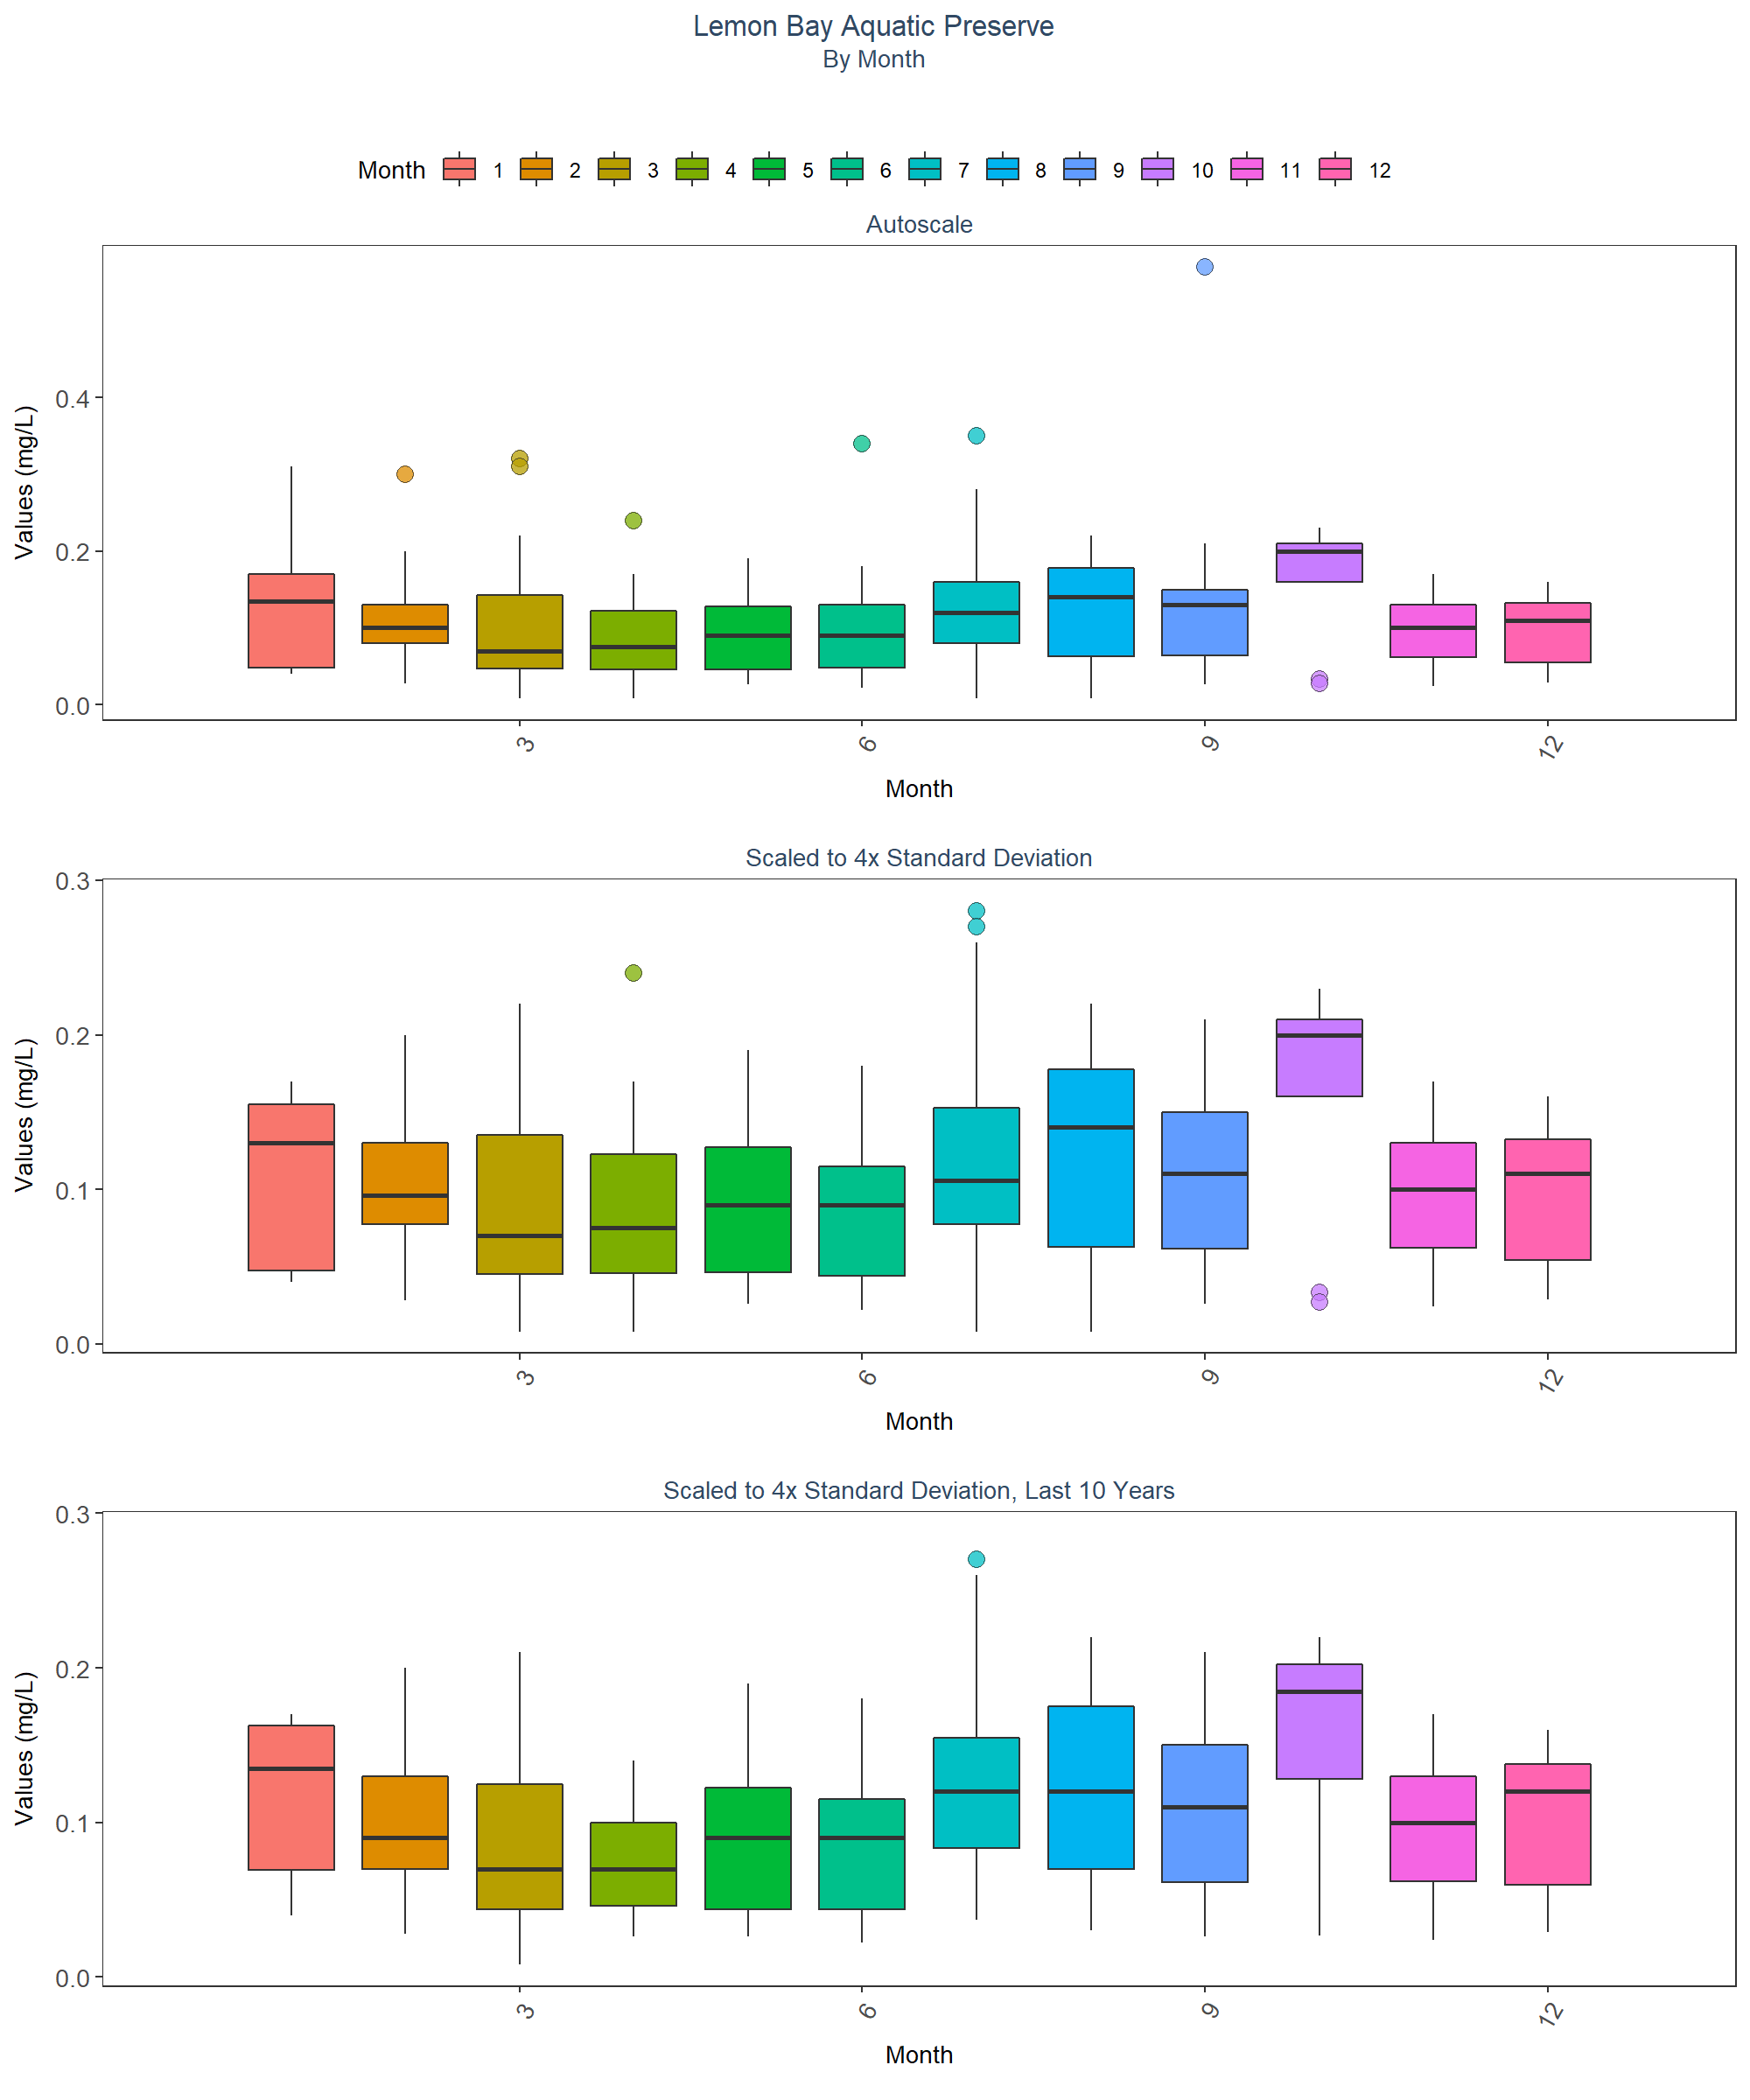 Lemon Bay Aquatic Preserve
By Month
Month 1 2 3 4 5 6 7 8 9 10 11 12
Autoscale
Values (mg/L)
0.4
0.2
0.0
3 6 9 12
Month
Scaled to 4x Standard Deviation
Values (mg/L)
0.3
0.2
0.1
0.0
3 6 9 12
Month
Scaled to 4x Standard Deviation, Last 10 Years
Values (mg/L)
0.3
0.2
0.1
0.0
3 6 9 12
Month